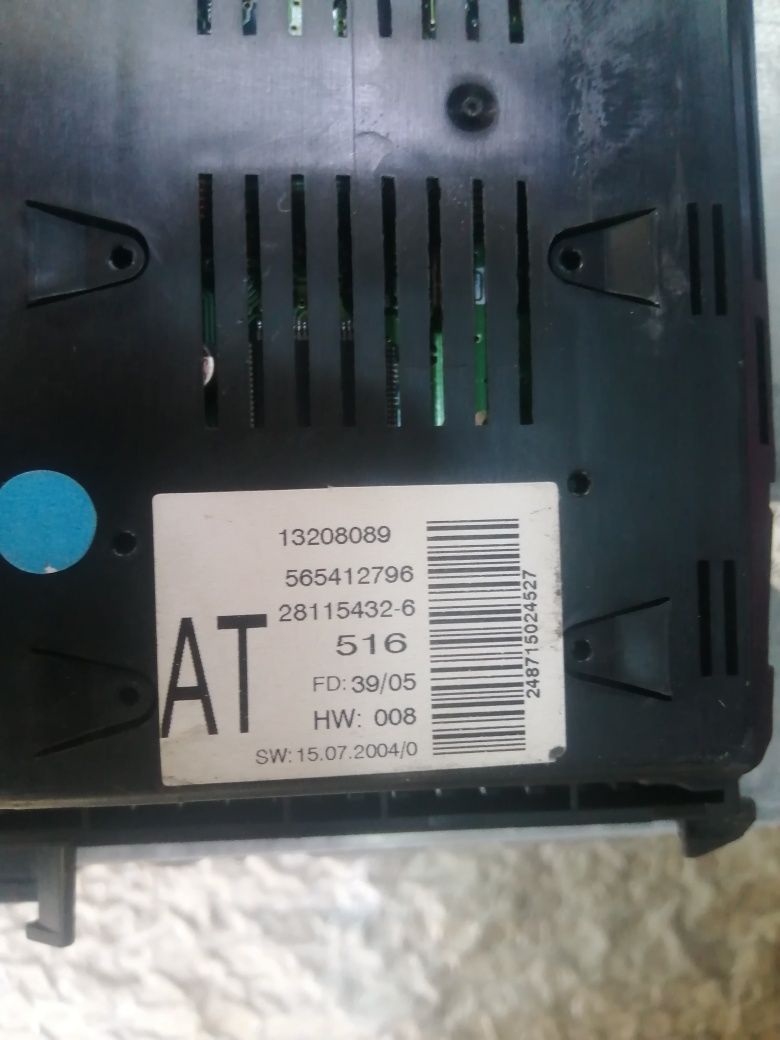 13208089
565412796
28115432-6
516
AT
FD: 39/05
HW: 008
SW: 15.07.2004/0
248715024527